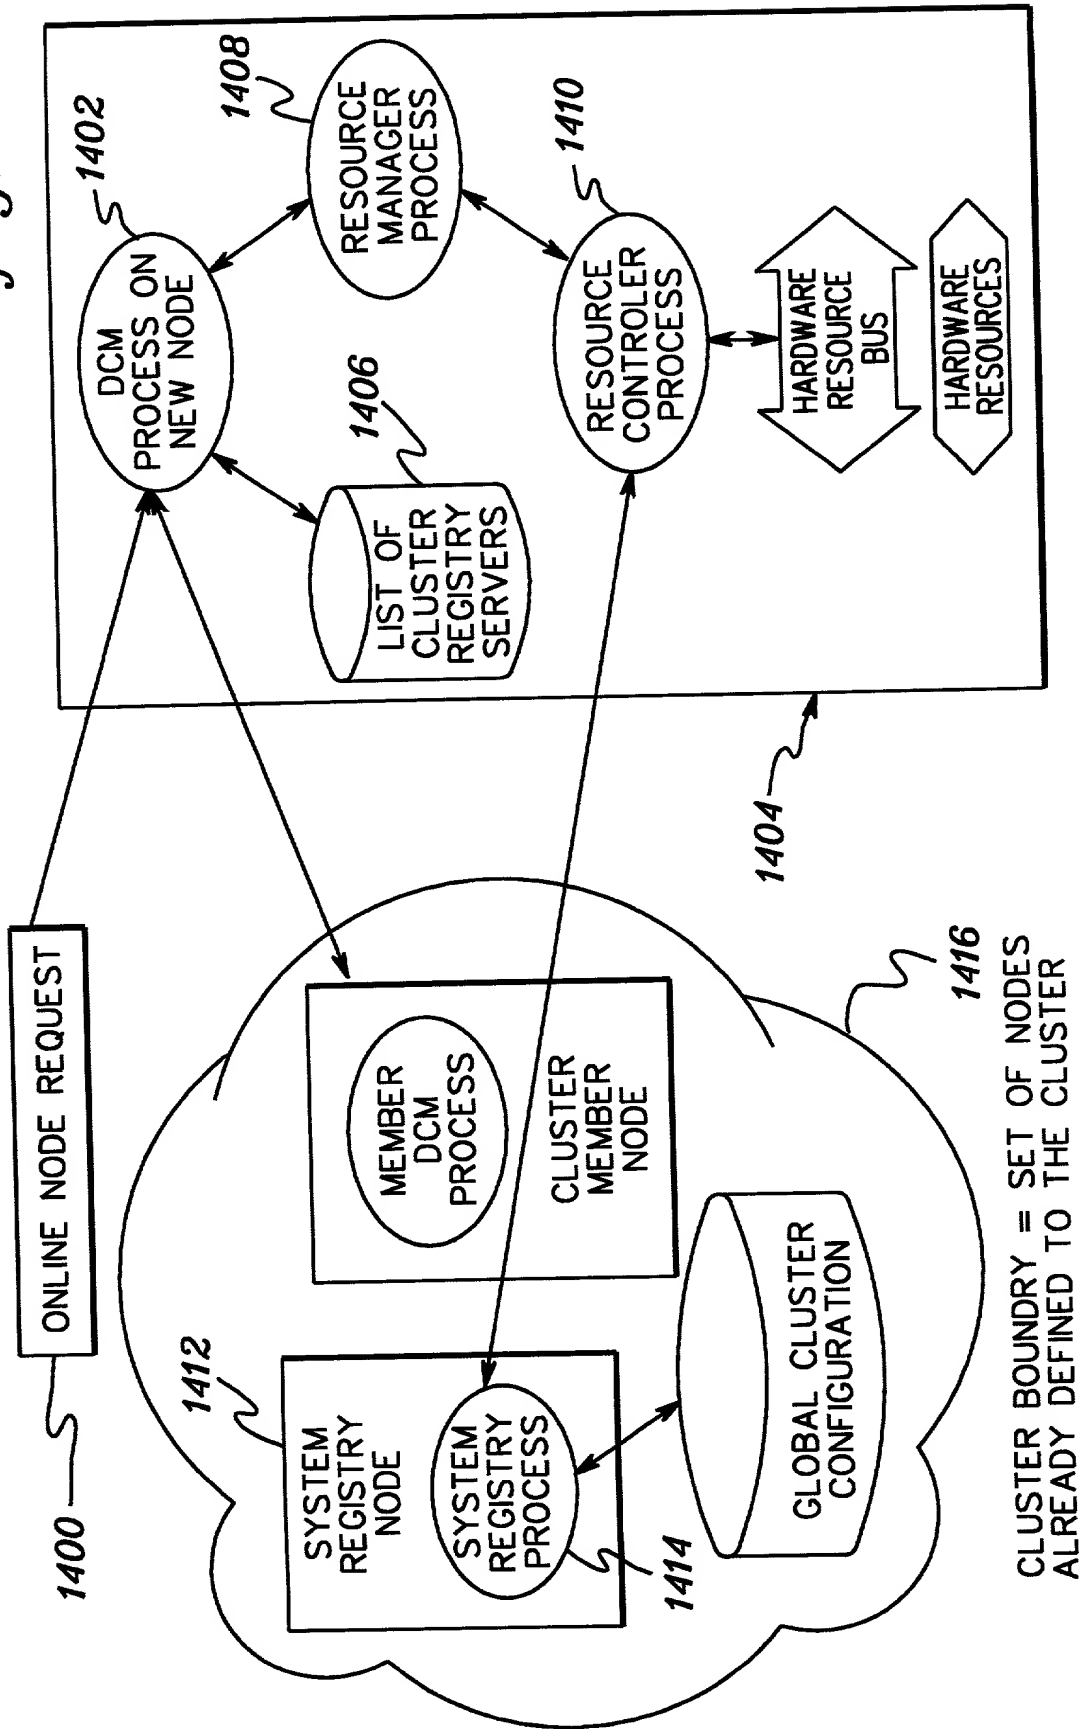 1400
ONLINE NODE REQUEST
1412
SYSTEM
REGISTRY
NODE
SYSTEM
REGISTRY
PROCESS
1414
MEMBER
DCM
PROCESS
CLUSTER
MEMBER
NODE
GLOBAL CLUSTER
CONFIGURATION
1416
CLUSTER BOUNDRY = SET OF NODES
ALREADY DEFINED TO THE CLUSTER
1404
DCM
PROCESS ON
NEW NODE
1402
LIST OF
CLUSTER
REGISTRY
SERVERS
1406
RESOURCE
MANAGER
PROCESS
1408
RESOURCE
CONTROLER
PROCESS
1410
HARDWARE
RESOURCE
BUS
HARDWARE
RESOURCES